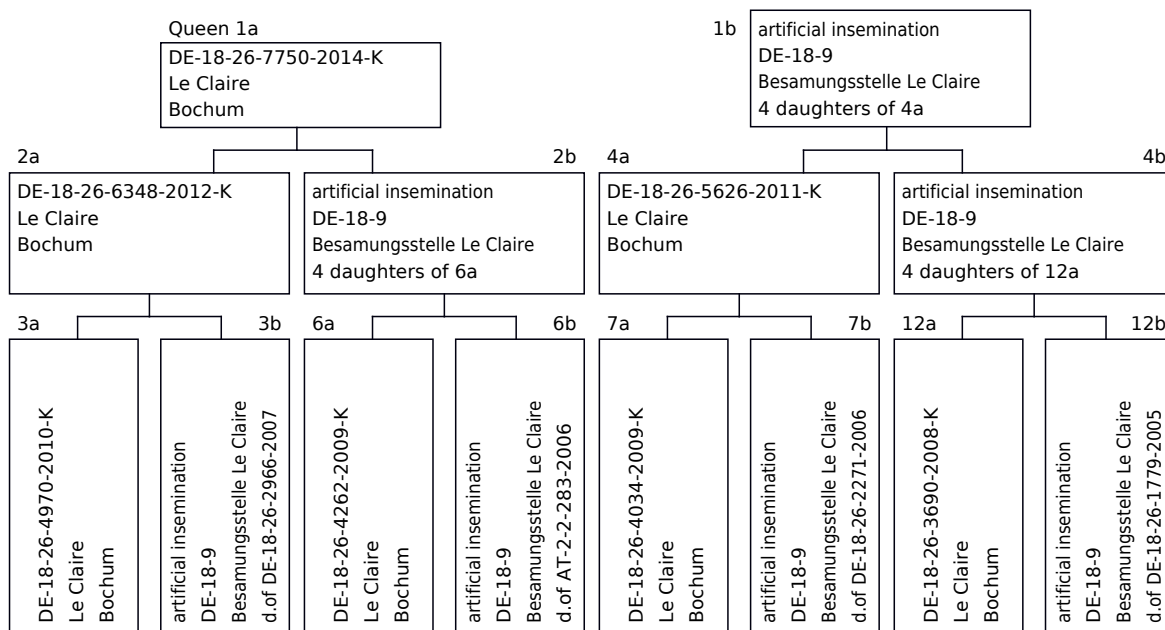 Queen 1a
DE-18-26-7750-2014-K
Le Claire
Bochum
1b
artificial insemination
DE-18-9
Besamungsstelle Le Claire
4 daughters of 4a
2a
DE-18-26-6348-2012-K
Le Claire
Bochum
2b
artificial insemination
DE-18-9
Besamungsstelle Le Claire
4 daughters of 6a
4a
DE-18-26-5626-2011-K
Le Claire
Bochum
4b
artificial insemination
DE-18-9
Besamungsstelle Le Claire
4 daughters of 12a
3a
DE-18-26-4970-2010-K
Le Claire
Bochum
3b
artificial insemination
DE-18-9
Besamungsstelle Le Claire
d.of DE-18-26-2966-2007
6a
DE-18-26-4262-2009-K
Le Claire
Bochum
6b
artificial insemination
DE-18-9
Besamungsstelle Le Claire
d.of AT-2-2-283-2006
7a
DE-18-26-4034-2009-K
Le Claire
Bochum
7b
artificial insemination
DE-18-9
Besamungsstelle Le Claire
d.of DE-18-26-2271-2006
12a
DE-18-26-3690-2008-K
Le Claire
Bochum
12b
artificial insemination
DE-18-9
Besamungsstelle Le Claire
d.of DE-18-26-1779-2005